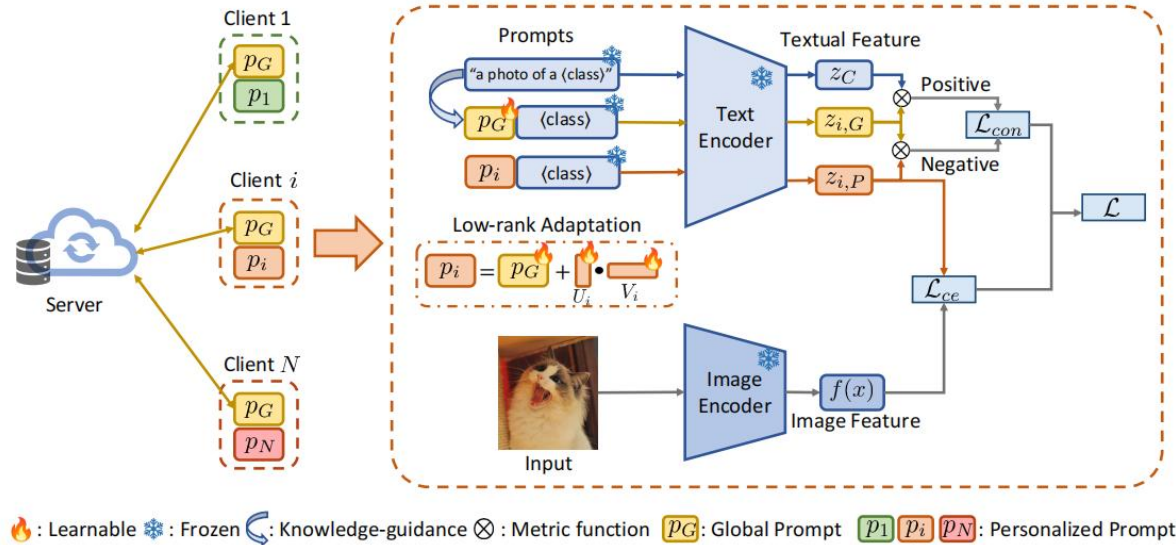 Client 1
p_G
p_1
Client i
p_G
p_i
Client N
p_G
p_N
Server
Prompts
"a photo of a ⟨class⟩"
p_G ⟨class⟩
p_i ⟨class⟩
Text
Encoder
Textual Feature
z_C
z_{i,G}
z_{i,P}
Positive
Negative
L_{con}
L
L_{ce}
Low-rank Adaptation
p_i = p_G + U_i • V_i
Input
Image
Encoder
f(x)
Image Feature
: Learnable : Frozen : Knowledge-guidance ⊗ : Metric function p_G : Global Prompt p_1 p_i p_N : Personalized Prompt